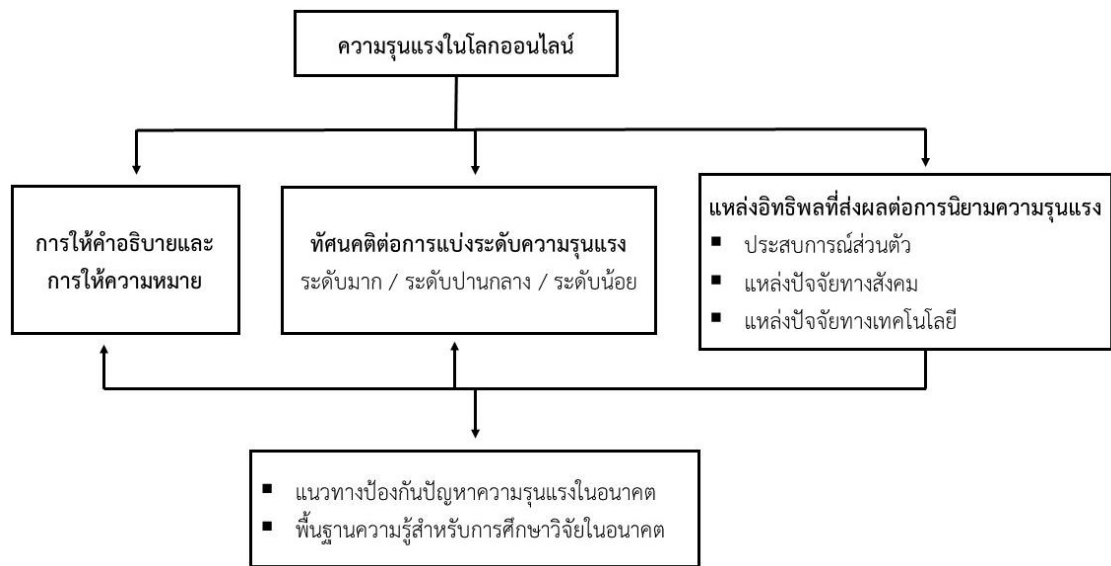 ความรุนแรงในโลกออนไลน์
การให้คำอธิบายและ
การให้ความหมาย
ทัศนคติต่อการแบ่งระดับความรุนแรง
ระดับมาก / ระดับปานกลาง / ระดับน้อย
แหล่งอิทธิพลที่ส่งผลต่อการนิยามความรุนแรง
▪ ประสบการณ์ส่วนตัว
▪ แหล่งปัจจัยทางสังคม
▪ แหล่งปัจจัยทางเทคโนโลยี
▪ แนวทางป้องกันปัญหาความรุนแรงในอนาคต
▪ พื้นฐานความรู้สำหรับการศึกษาวิจัยในอนาคต